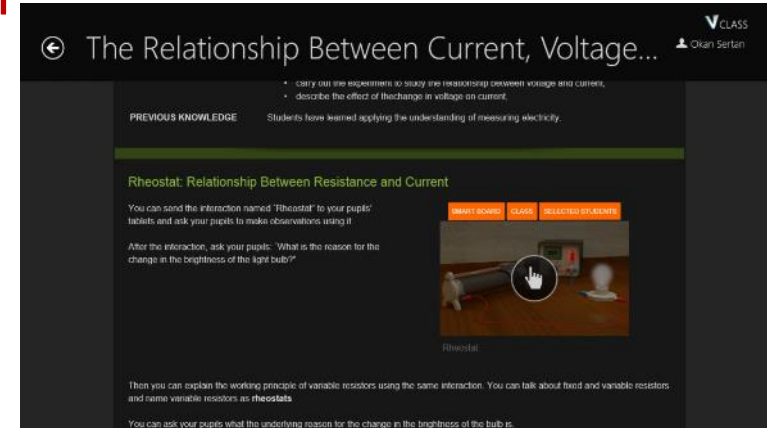 VCLASS
The Relationship Between Current, Voltage...
Okan Sertan
• carry out the experiment to study the relationship between voltage and current,
• describe the effect of thechange in voltage on current,
PREVIOUS KNOWLEDGE Students have learned applying the understanding of measuring electricity.
Rheostat: Relationship Between Resistance and Current
You can send the interaction named "Rheostat" to your pupils'
tablets and ask your pupils to make observations using it
SMART BOARD CLASS SELECTED STUDENTS
After the interaction, ask your pupils: "What is the reason for the
change in the brightness of the light bulb?"
Rheostat
Then you can explain the working principle of variable resistors using the same interaction. You can talk about fixed and variable resistors
and name variable resistors as rheostats
You can ask your pupils what the underlying reason for the change in the brightness of the bulb is.